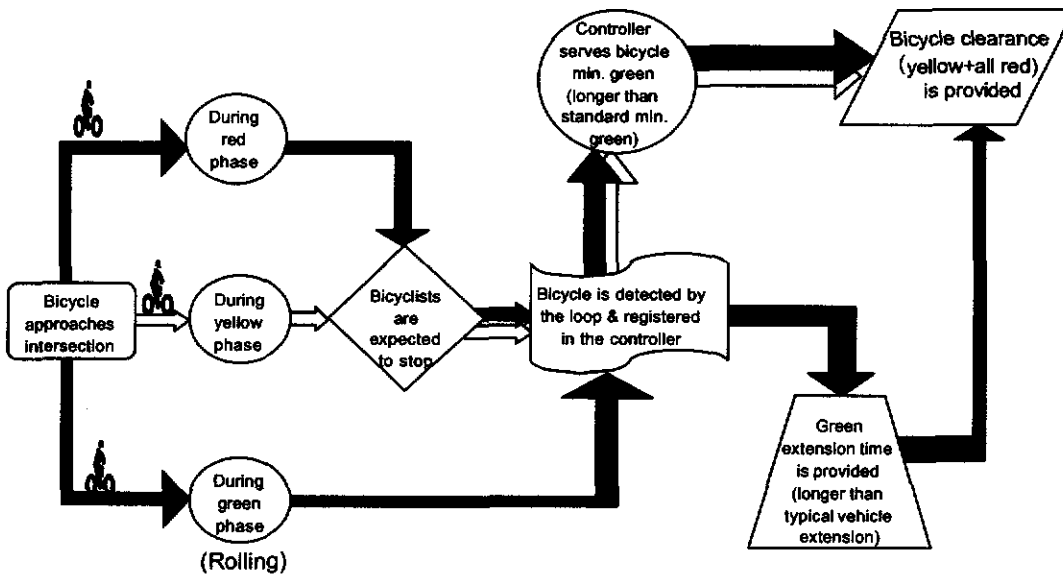 Bicycle
approaches
intersection
During
red
phase
During
yellow
phase
During
green
phase
(Rolling)
Bicyclists
are
expected
to stop
Bicycle is detected by
the loop & registered
in the controller
Controller
serves bicycle
min. green
(longer than
standard min.
green)
Green
extension time
is provided
(longer than
typical vehicle
extension)
Bicycle clearance
(yellow+all red)
is provided